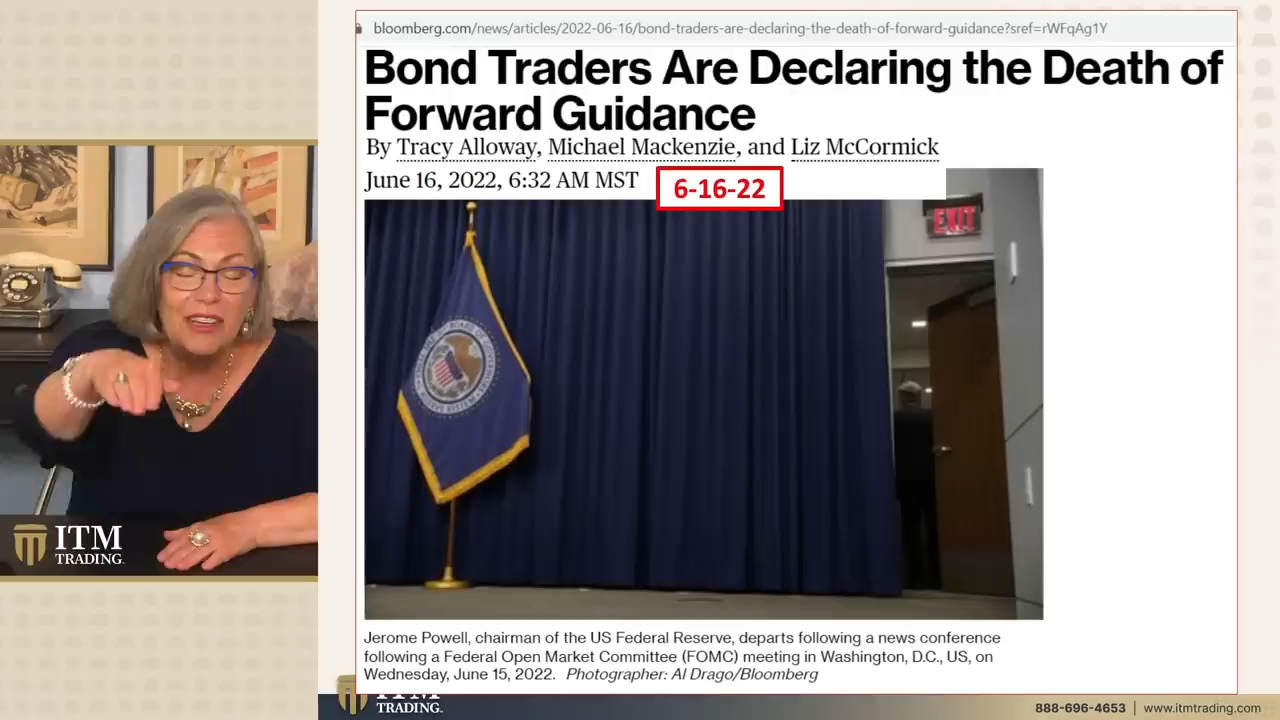 bloomberg.com/news/articles/2022-06-16/bond-traders-are-declaring-the-death-of-forward-guidance?sref=rWFqAg1Y
Bond Traders Are Declaring the Death of
Forward Guidance
By Tracy Alloway, Michael Mackenzie, and Liz McCormick
June 16, 2022, 6:32 AM MST
6-16-22
EXIT
Jerome Powell, chairman of the US Federal Reserve, departs following a news conference
following a Federal Open Market Committee (FOMC) meeting in Washington, D.C., US, on
Wednesday, June 15, 2022. Photographer: Al Drago/Bloomberg
ITM
TRADING.
ITM
TRADING.
888-696-4653 | www.itmtrading.com